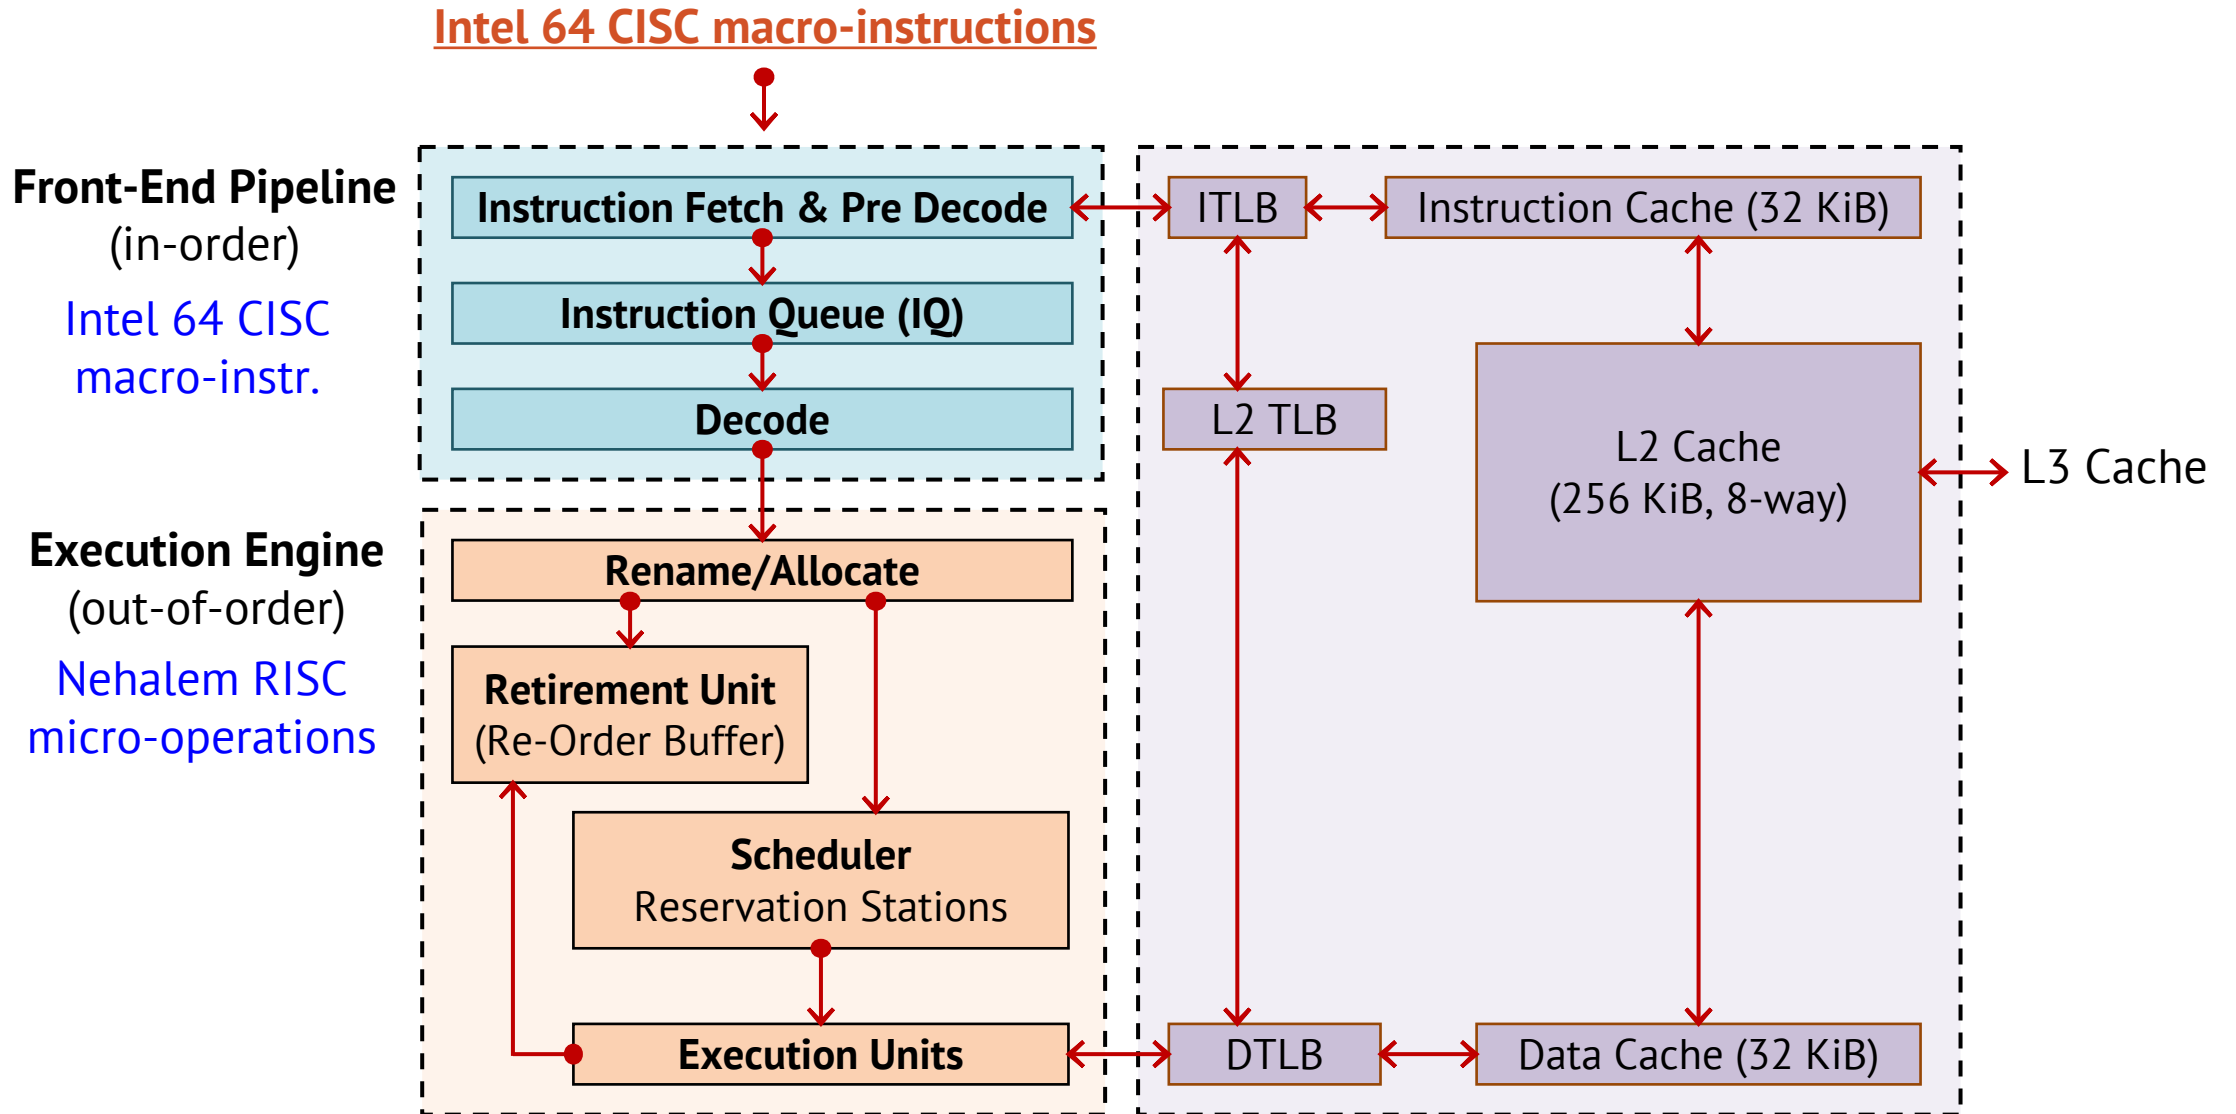 Intel 64 CISC macro-instructions
Front-End Pipeline
(in-order)
Intel 64 CISC
macro-instr.
Instruction Fetch & Pre Decode
Instruction Queue (IQ)
Decode
ITLB
Instruction Cache (32 KiB)
L2 TLB
L2 Cache
(256 KiB, 8-way)
L3 Cache
Execution Engine
(out-of-order)
Nehalem RISC
micro-operations
Rename/Allocate
Retirement Unit
(Re-Order Buffer)
Scheduler
Reservation Stations
Execution Units
DTLB
Data Cache (32 KiB)